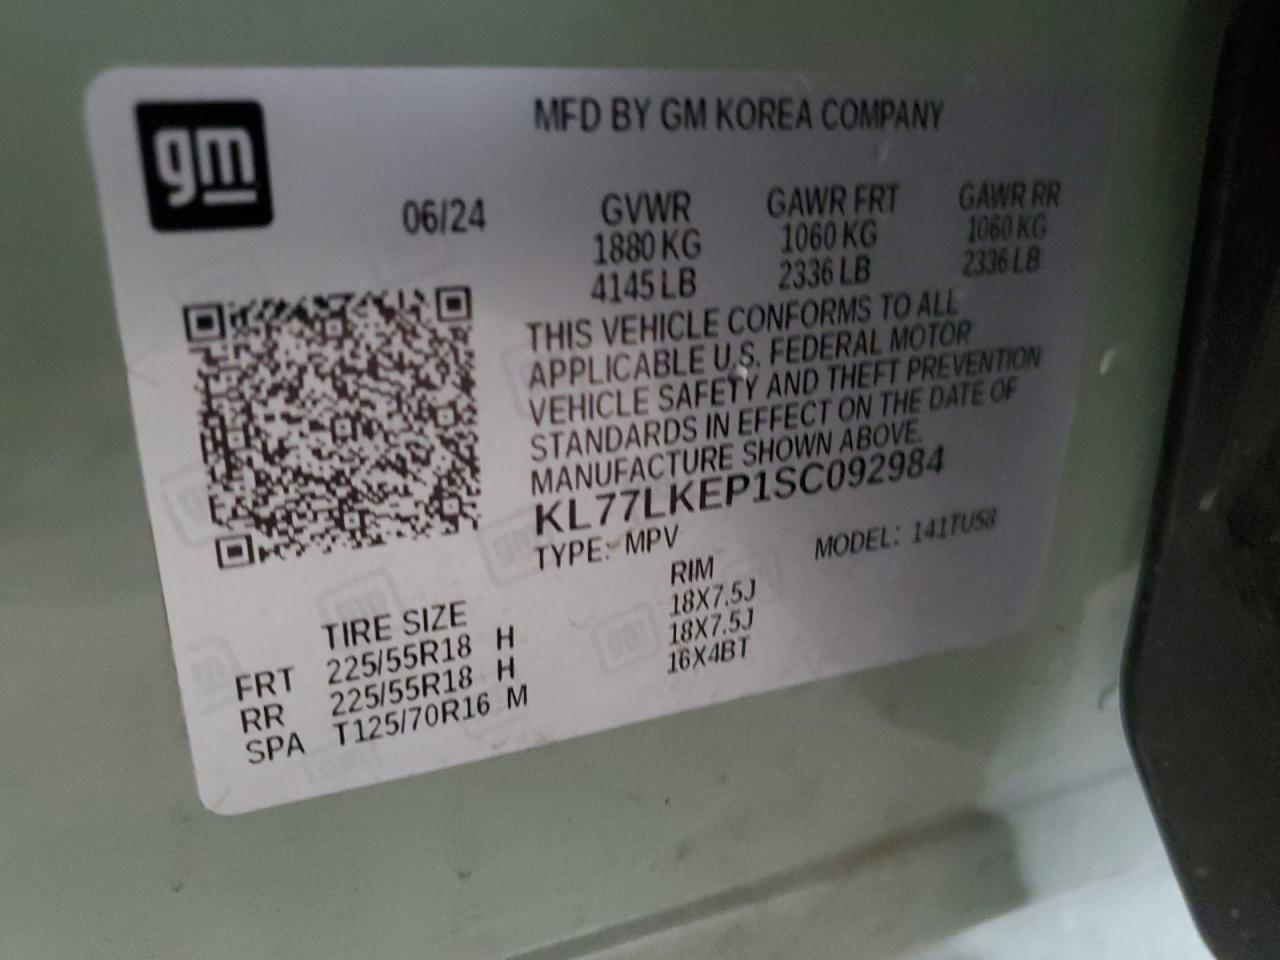 gm
MFD BY GM KOREA COMPANY
06/24 GVWR GAWR FRT GAWR RR
1880 KG 1060 KG 1060 KG
4145 LB 2336 LB 2336 LB
THIS VEHICLE CONFORMS TO ALL
APPLICABLE U.S. FEDERAL MOTOR
VEHICLE SAFETY AND THEFT PREVENTION
STANDARDS IN EFFECT ON THE DATE OF
MANUFACTURE SHOWN ABOVE.
KL77LKEP1SC092984
TYPE: MPV MODEL: 141TU58
TIRE SIZE RIM
FRT 225/55R18 H 18X7.5J
RR 225/55R18 H 18X7.5J
SPA T125/70R16 M 16X4BT